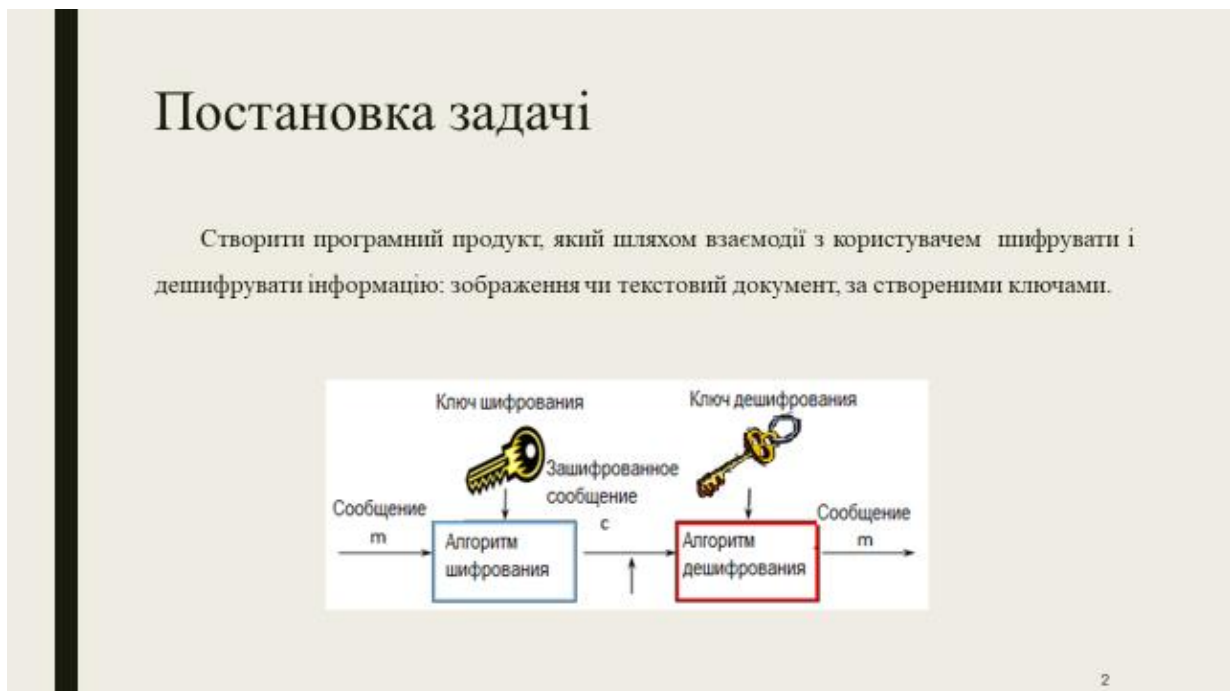 Постановка задачі
Створити програмний продукт, який шляхом взаємодії з користувачем шифрувати і
дешифрувати інформацію: зображення чи текстовий документ, за створеними ключами.
Ключ шифрования
Ключ дешифрования
Зашифрованное
сообщение
с
Сообщение
m
Алгоритм
шифрования
Алгоритм
дешифрования
Сообщение
m
2